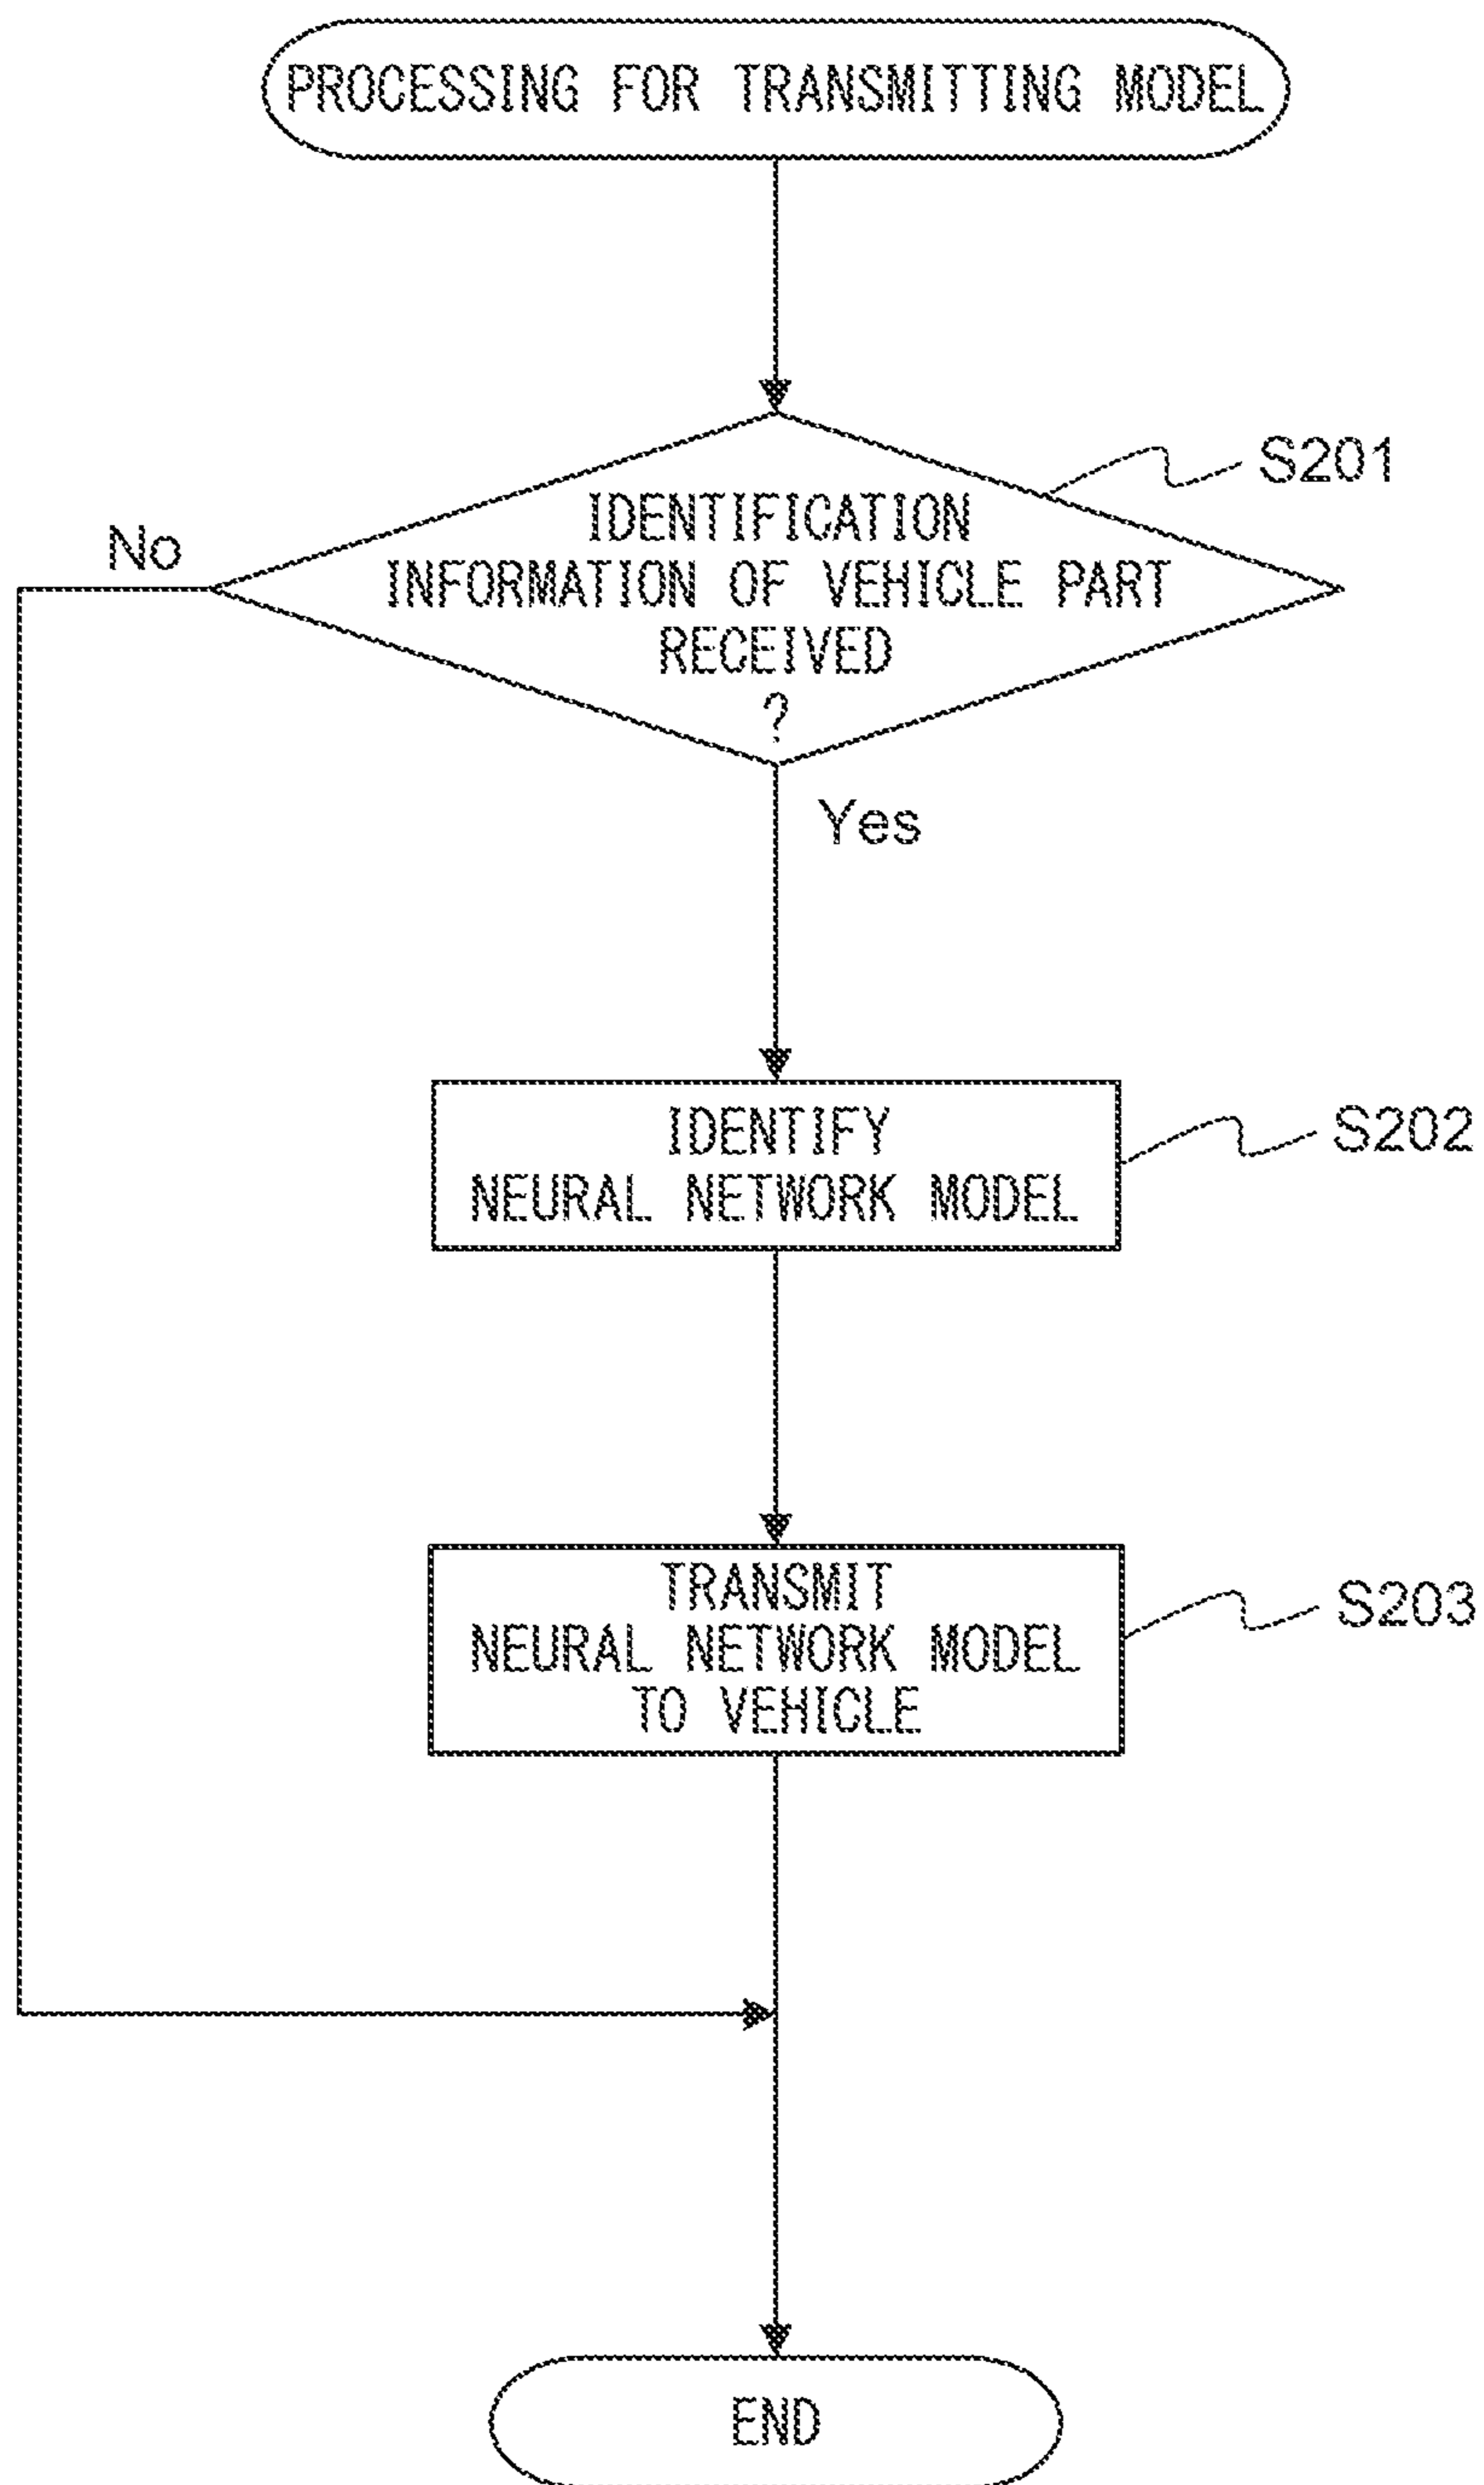 PROCESSING FOR TRANSMITTING MODEL
S201
No
IDENTIFICATION
INFORMATION OF VEHICLE PART
RECEIVED
?
Yes
IDENTIFY
NEURAL NETWORK MODEL
S202
TRANSMIT
NEURAL NETWORK MODEL
TO VEHICLE
S203
END